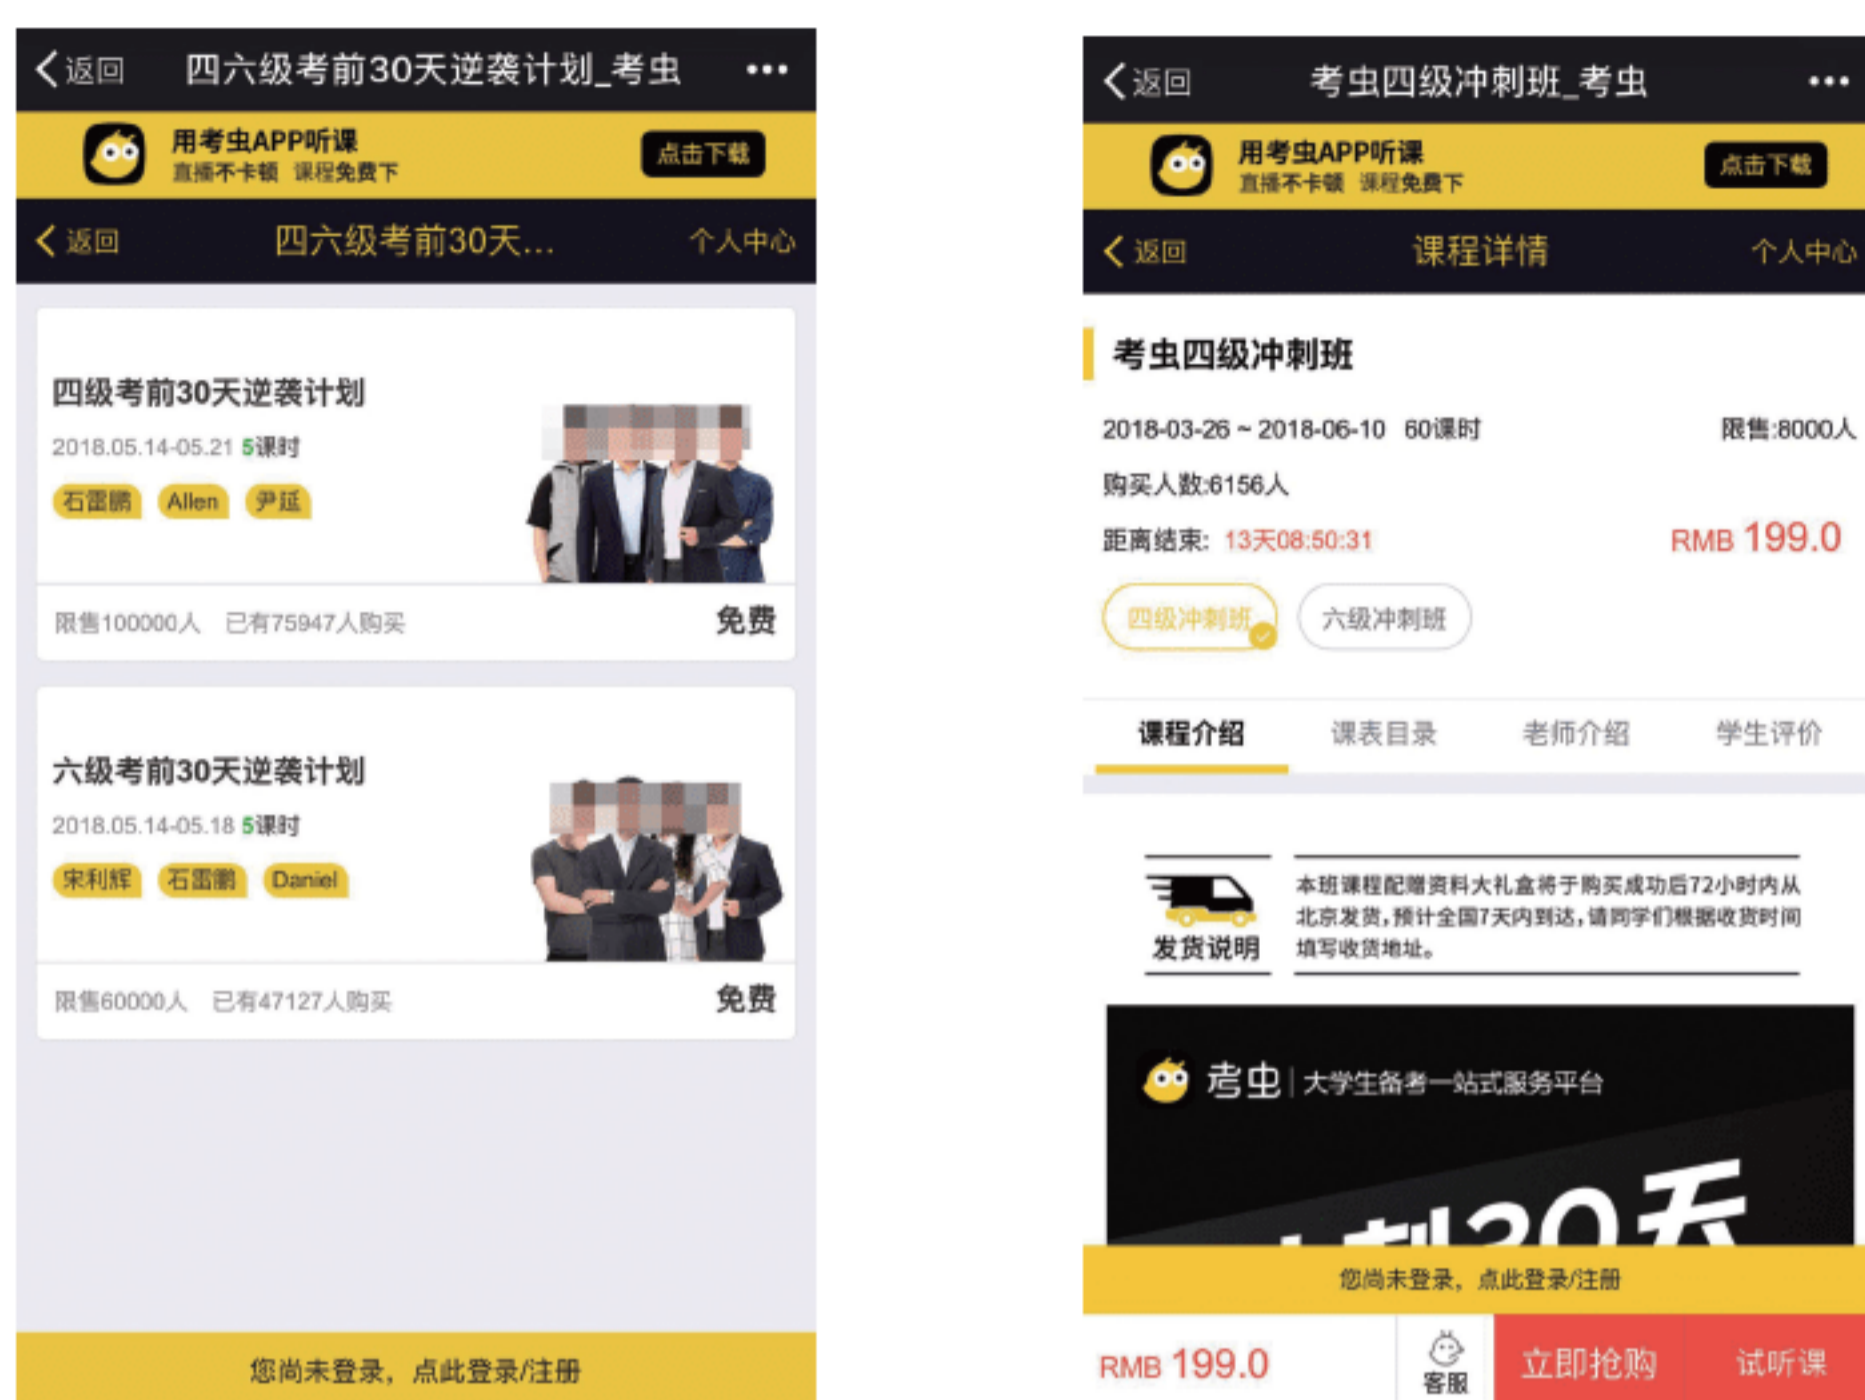 返回 四六级考前30天逆袭计划_考虫
用考虫APP听课
直播不卡顿 课程免费下
点击下载
返回 四六级考前30天... 个人中心
四级考前30天逆袭计划
2018.05.14-05.21 5课时
石雷鹏 Allen 尹延
限售100000人 已有75947人购买 免费
六级考前30天逆袭计划
2018.05.14-05.18 5课时
宋利辉 石雷鹏 Daniel
限售60000人 已有47127人购买 免费
您尚未登录，点此登录/注册
返回 考虫四级冲刺班_考虫
用考虫APP听课
直播不卡顿 课程免费下
点击下载
返回 课程详情 个人中心
考虫四级冲刺班
2018-03-26 ~ 2018-06-10 60课时 限售:8000人
购买人数:6156人
距离结束: 13天08:50:31 RMB 199.0
四级冲刺班 六级冲刺班
课程介绍 课表目录 老师介绍 学生评价
发货说明
本班课程配赠资料大礼盒将于购买成功后72小时内从
北京发货,预计全国7天内到达,请同学们根据收货时间
填写收货地址。
考虫 | 大学生备考一站式服务平台
刺30天
您尚未登录，点此登录/注册
RMB 199.0 客服 立即抢购 试听课